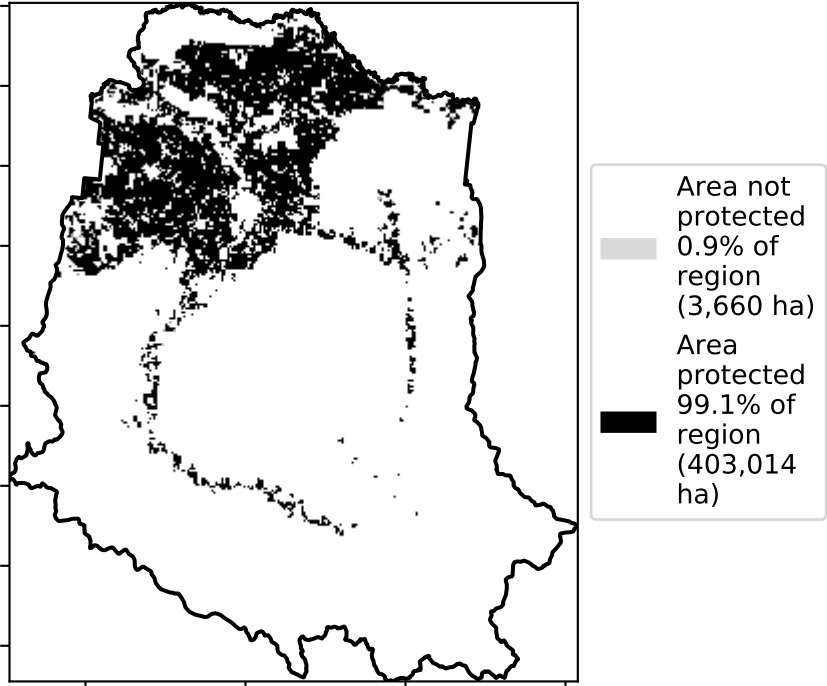 Area not
protected
0.9% of
region
(3,660 ha)
Area
protected
99.1% of
region
(403,014
ha)